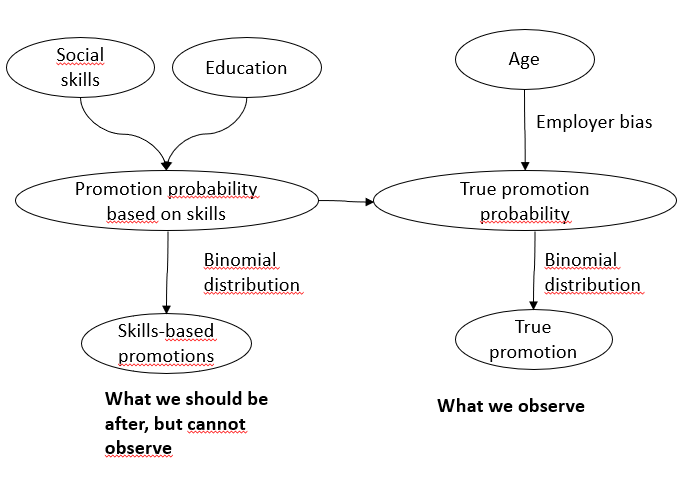 Social
skills
Education
Age
Employer bias
Promotion probability
based on skills
True promotion
probability
Binomial
distribution
Binomial
distribution
Skills-based
promotions
True
promotion
What we should be
after, but cannot
observe
What we observe